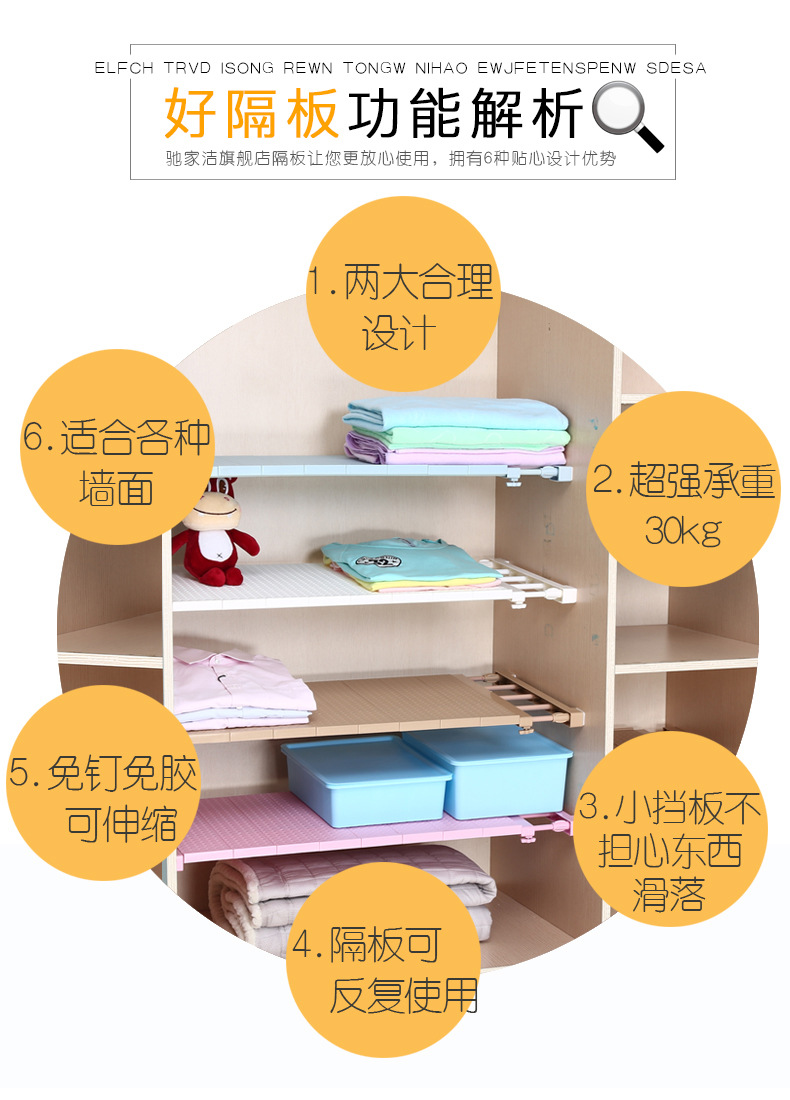 ELFCH TRVD ISONG REWN TONGW NIHAO EWJFETENSPENW SDESA
好隔板功能解析
驰家洁旗舰店隔板让您更放心使用，拥有6种贴心设计优势
1.两大合理
设计
2.超强承重
30kg
3.小挡板不
担心东西
滑落
4.隔板可
反复使用
5.免钉免胶
可伸缩
6.适合各种
墙面